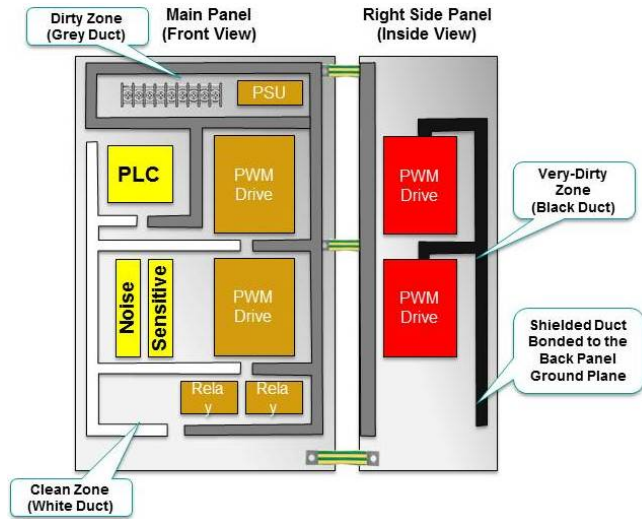 Dirty Zone
(Grey Duct)
Main Panel
(Front View)
Right Side Panel
(Inside View)
PSU
PLC
PWM
Drive
PWM
Drive
Very-Dirty
Zone
(Black Duct)
Noise
Sensitive
PWM
Drive
PWM
Drive
Shielded Duct
Bonded to the
Back Panel
Ground Plane
Rela
y
Rela
y
Clean Zone
(White Duct)